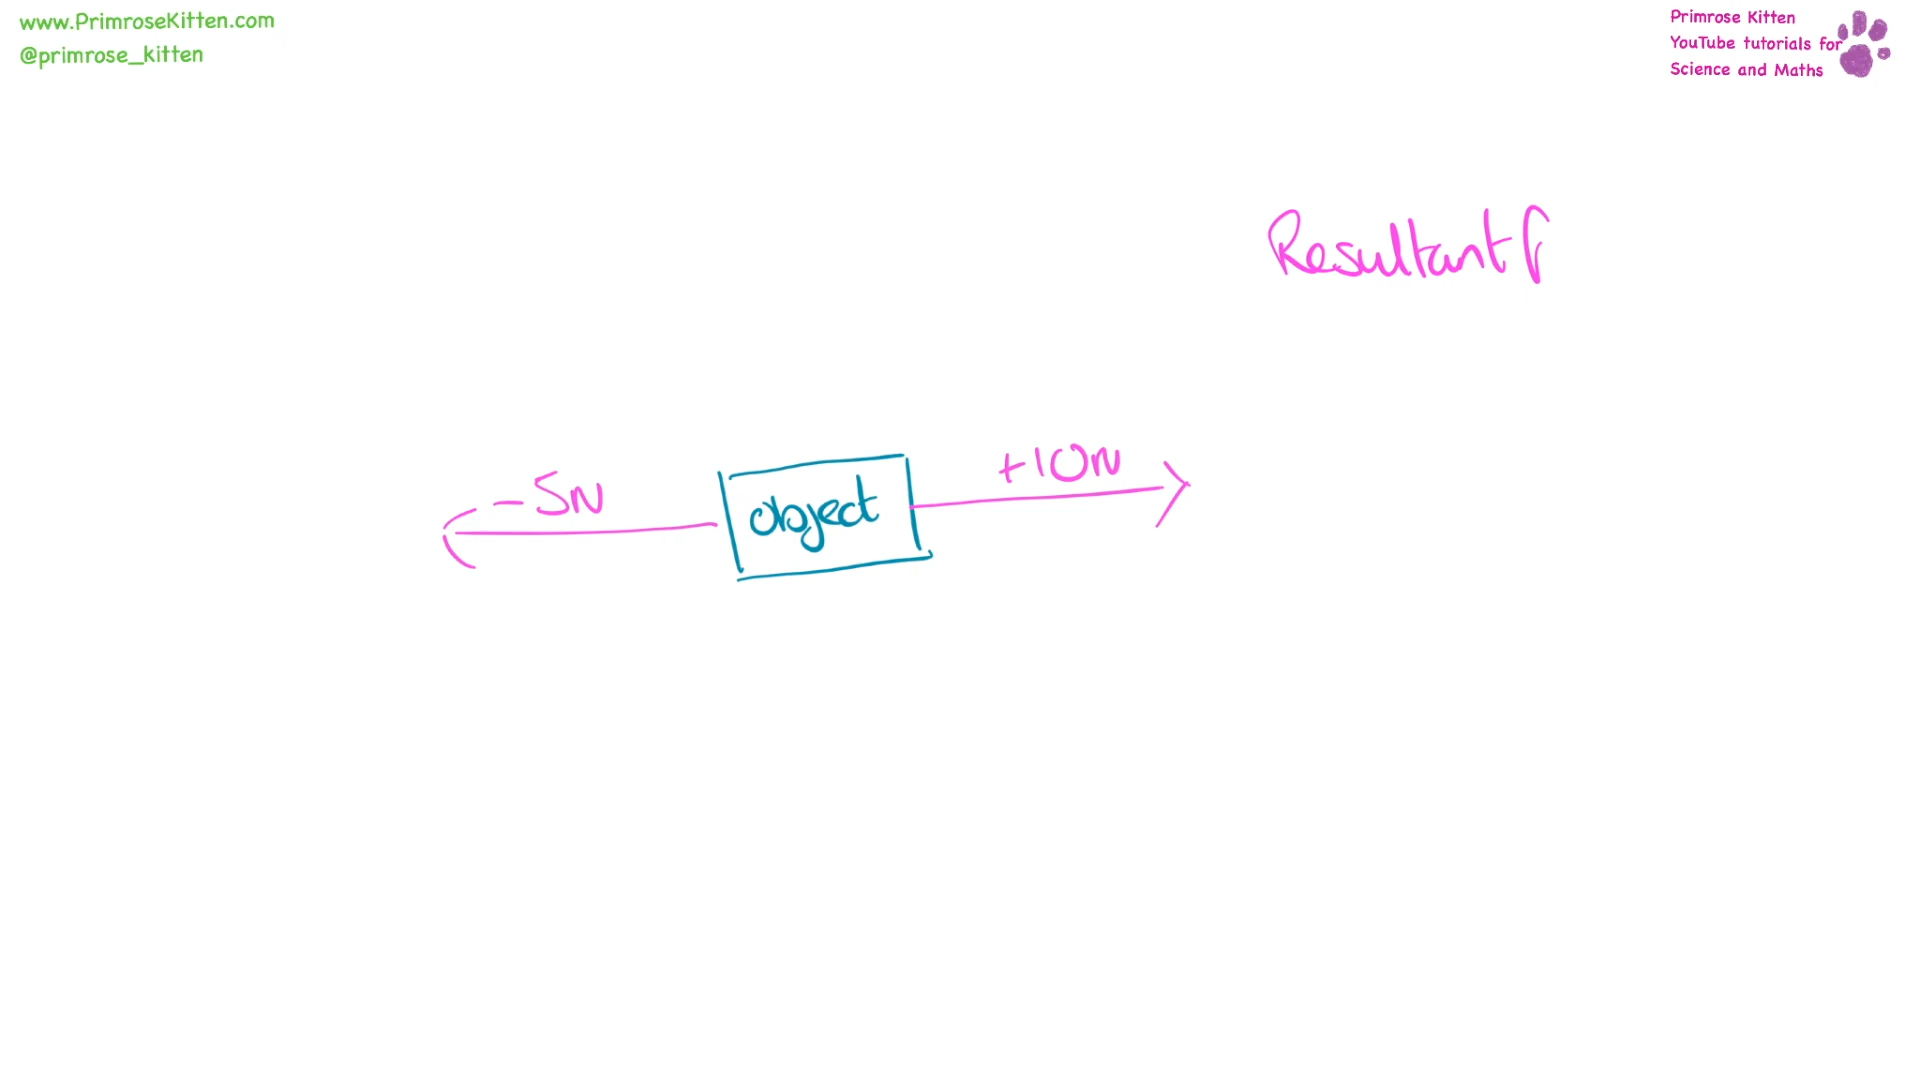 www.PrimroseKitten.com
@primrose_kitten
Primrose Kitten
YouTube tutorials for
Science and Maths
Resultant f
-5N
object
+10N